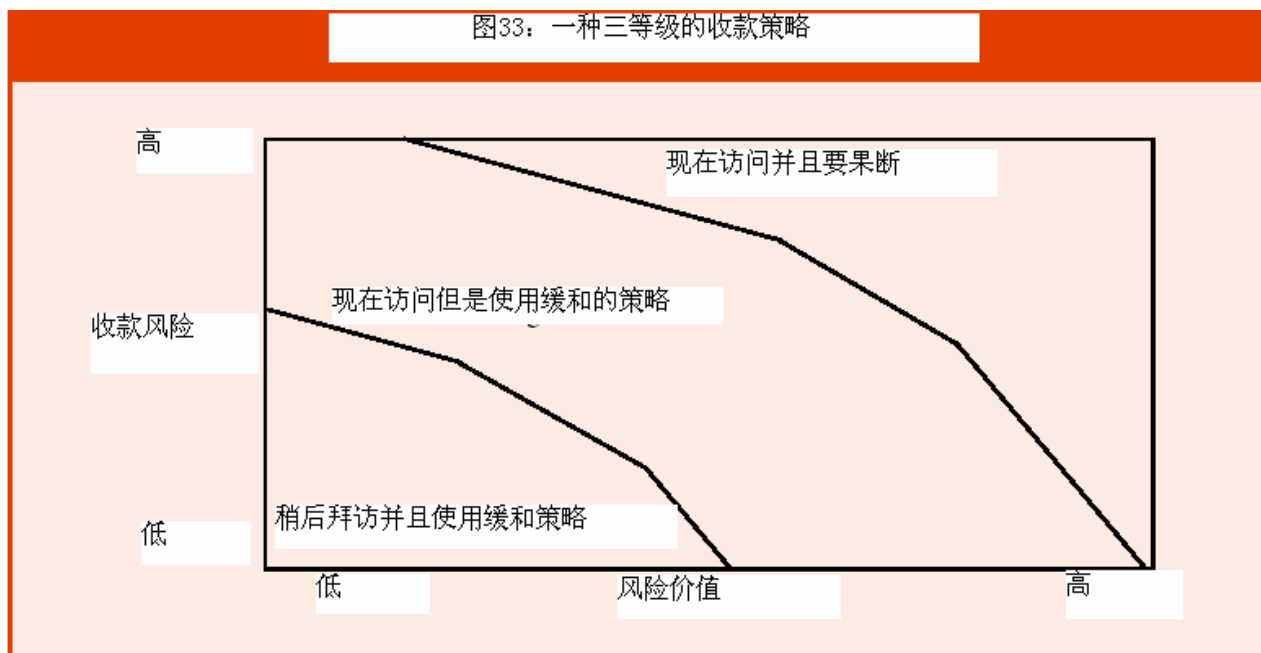 图33：一种三等级的收款策略
高
现在访问并且要果断
现在访问但是使用缓和的策略
收款风险
稍后拜访并且使用缓和策略
低
低
风险价值
高